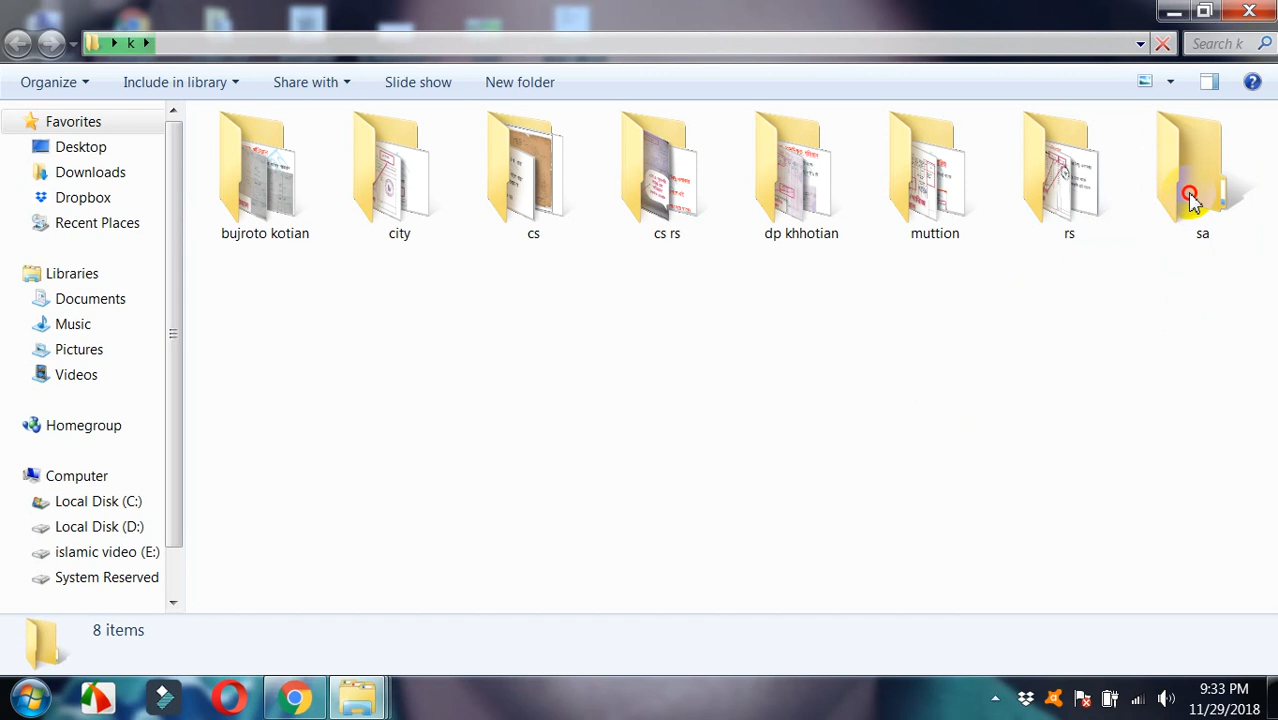 k
Search k
Organize
Include in library
Share with
Slide show
New folder
Favorites
Desktop
Downloads
Dropbox
Recent Places
Libraries
Documents
Music
Pictures
Videos
Homegroup
Computer
Local Disk (C:)
Local Disk (D:)
islamic video (E:)
System Reserved
bujroto kotian
city
cs
cs rs
dp khhotian
muttion
rs
sa
8 items
9:33 PM
11/29/2018